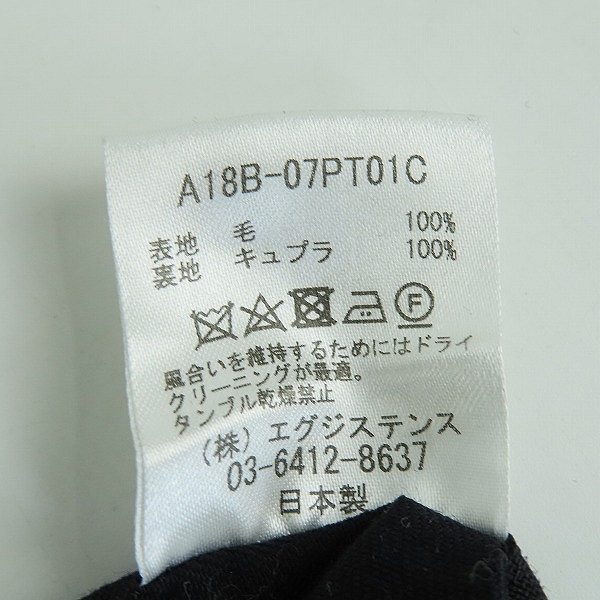 A18B-07PT01C
表地 毛 100%
裏地 キュプラ 100%
F
風合いを維持するためにはドライ
クリーニングが最適。
タンブル乾燥禁止
（株）エグジステンス
03-6412-8637
日本製